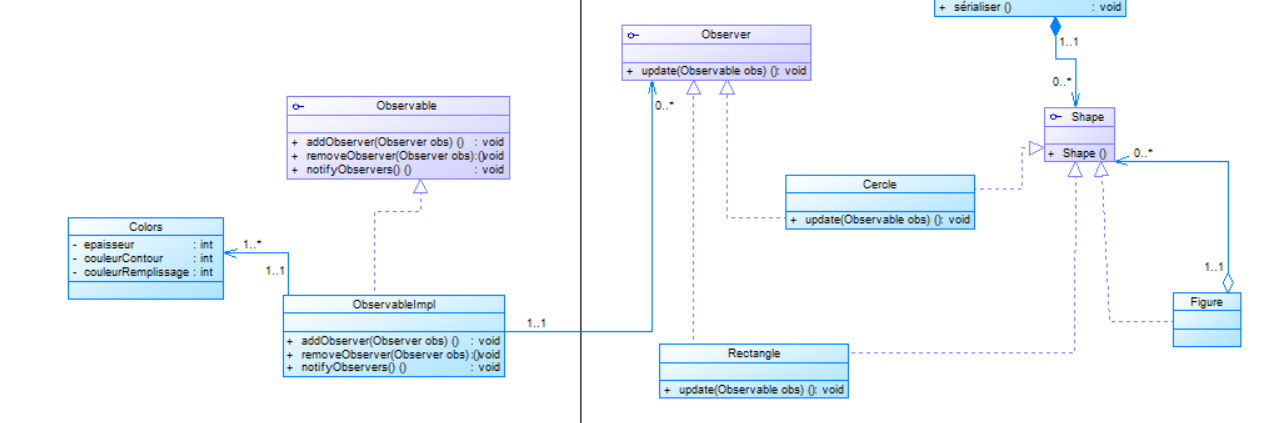 + sérialiser () : void
1..1
0..*
Observer
+ update(Observable obs) (): void
0..*
Observable
+ addObserver(Observer obs) () : void
+ removeObserver(Observer obs):()void
+ notifyObservers() () : void
Shape
+ Shape ()
0..*
Cercle
+ update(Observable obs) (): void
Colors
- epaisseur : int
- couleurContour : int
- couleurRemplissage : int
1..*
1..1
ObservableImpl
+ addObserver(Observer obs) () : void
+ removeObserver(Observer obs):()void
+ notifyObservers() () : void
1..1
1..1
Figure
Rectangle
+ update(Observable obs) (): void